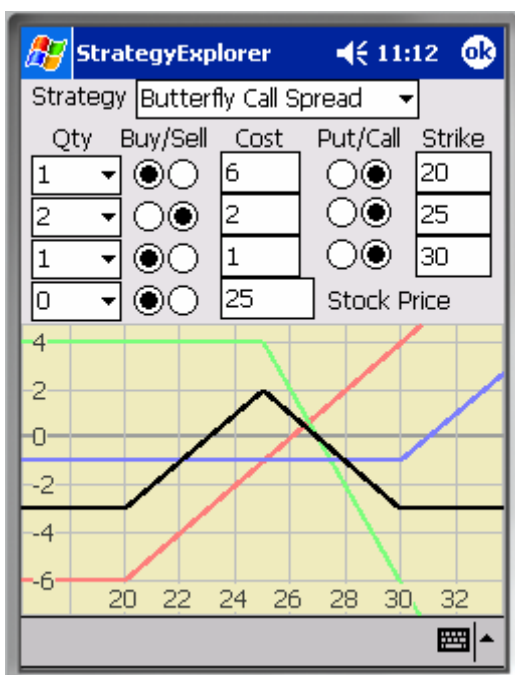 StrategyExplorer 11:12 ok
Strategy Butterfly Call Spread
Qty Buy/Sell Cost Put/Call Strike
1 6 20
2 2 25
1 1 30
0 25 Stock Price
4
2
0
-2
-4
-6
20 22 24 26 28 30 32